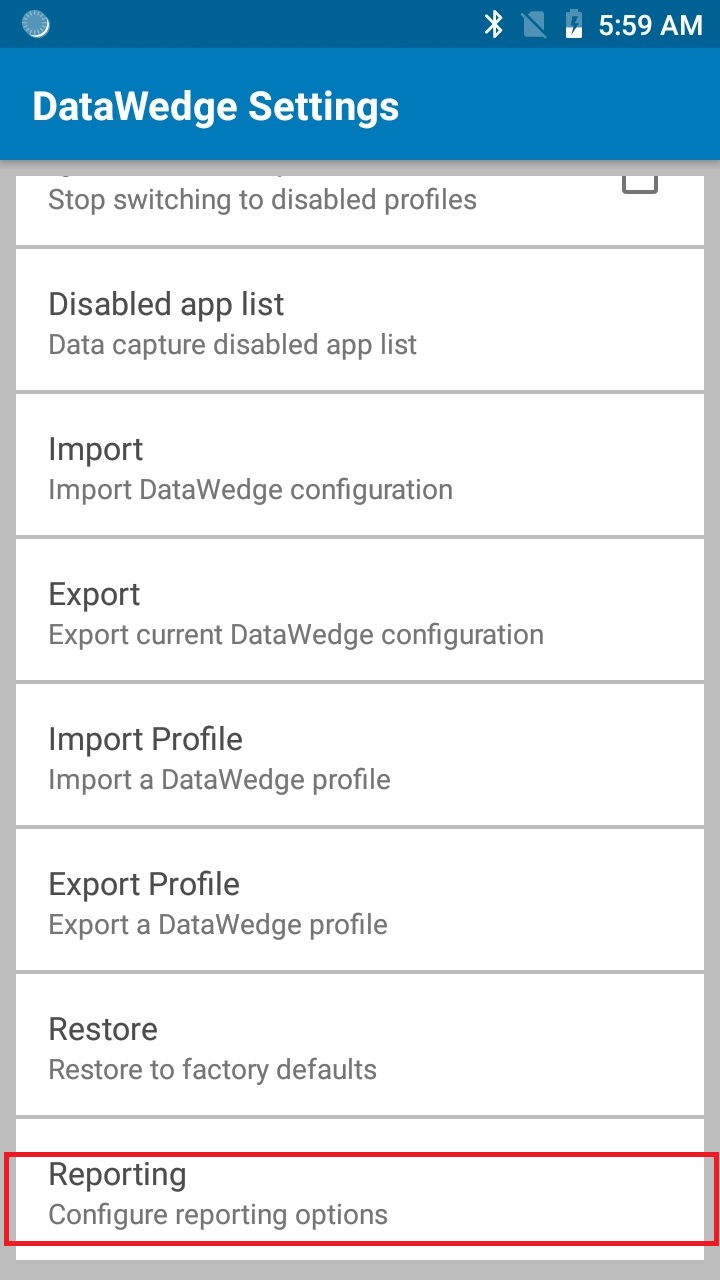 5:59 AM
DataWedge Settings
Stop switching to disabled profiles
Disabled app list
Data capture disabled app list
Import
Import DataWedge configuration
Export
Export current DataWedge configuration
Import Profile
Import a DataWedge profile
Export Profile
Export a DataWedge profile
Restore
Restore to factory defaults
Reporting
Configure reporting options